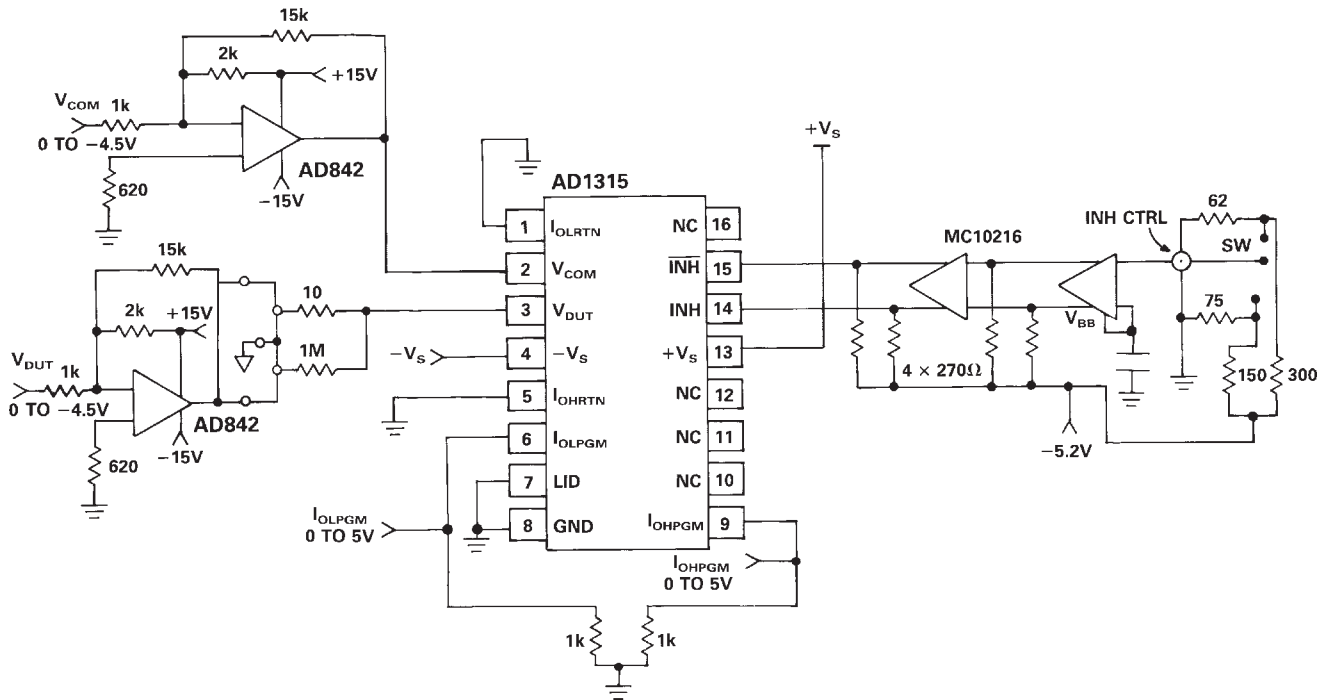 15k
2k
+15V
V_COM 1k
0 TO −4.5V
AD842
−15V
620
15k
2k +15V
V_DUT
1k
0 TO −4.5V
AD842
−15V
620
10
1M
−V_S
AD1315
1 I_OLRTN
2 V_COM
3 V_DUT
4 −V_S
5 I_OHRTN
6 I_OLPGM
7 LID
8 GND
NC 16
I̅N̅H̅ 15
INH 14
+V_S 13
NC 12
NC 11
NC 10
I_OHPGM 9
I_OLPGM
0 TO 5V
I_OHPGM
0 TO 5V
1k 1k
+V_S
MC10216
V_BB
4 × 270Ω
−5.2V
INH CTRL
62
SW
75
150 300